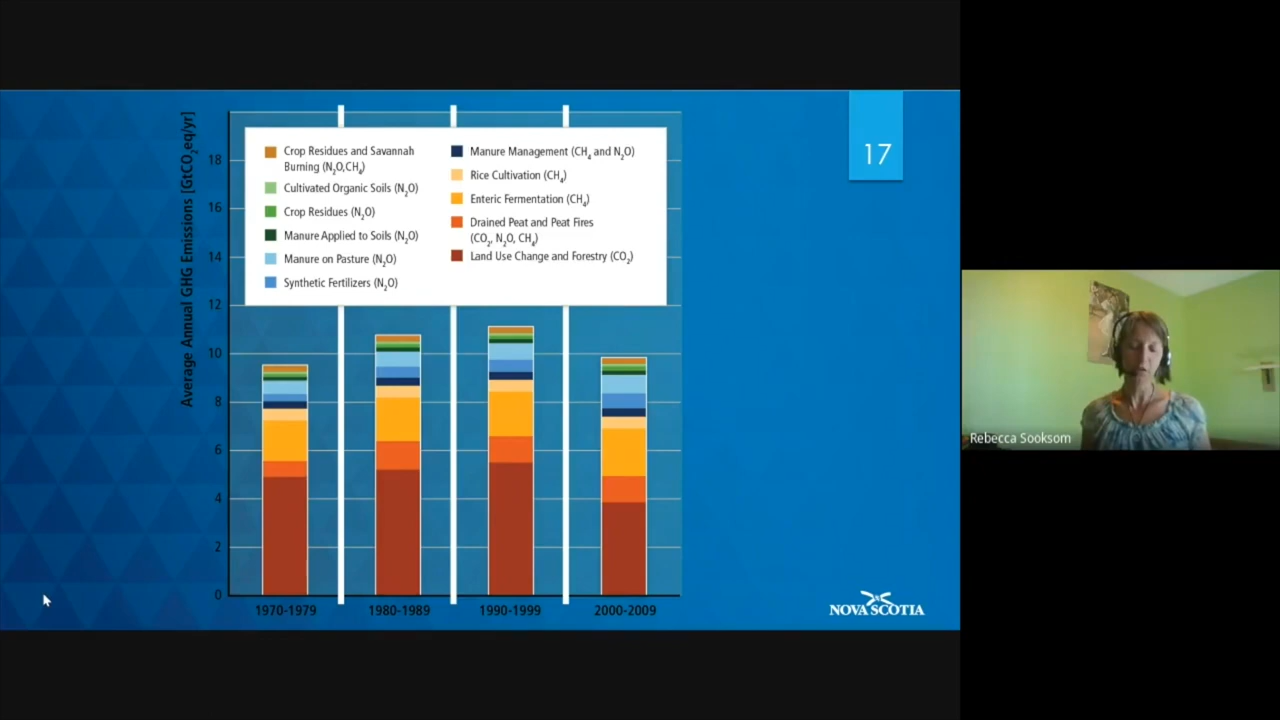 17
Average Annual GHG Emissions [GtCO2eq/yr]
18
16
14
12
10
8
6
4
2
0
Crop Residues and Savannah
Burning (N2O,CH4)
Cultivated Organic Soils (N2O)
Crop Residues (N2O)
Manure Applied to Soils (N2O)
Manure on Pasture (N2O)
Synthetic Fertilizers (N2O)
Manure Management (CH4 and N2O)
Rice Cultivation (CH4)
Enteric Fermentation (CH4)
Drained Peat and Peat Fires
(CO2, N2O, CH4)
Land Use Change and Forestry (CO2)
1970-1979 1980-1989 1990-1999 2000-2009
NOVA SCOTIA
Rebecca Sooksom